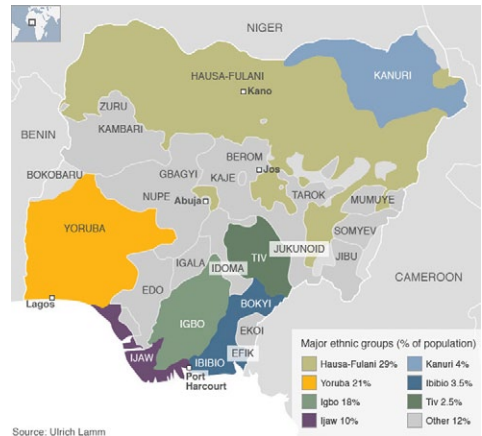 NIGER
HAUSA-FULANI
KANURI
Kano
ZURU
KAMBARI
BENIN
BEROM
BOKOBARU
GBAGYI
KAJE
Jos
NUPE
Abuja
TAROK
MUMUYE
YORUBA
SOMYEV
JUKUNOID
TIV
JIBU
IGALA
IDOMA
CAMEROON
EDO
Lagos
BOKYI
IGBO
EKOI
IJAW
EFIK
IBIBIO
Port
Harcourt
Major ethnic groups (% of population)
Hausa-Fulani 29%
Kanuri 4%
Yoruba 21%
Ibibio 3.5%
Igbo 18%
Tiv 2.5%
Ijaw 10%
Other 12%
Source: Ulrich Lamm